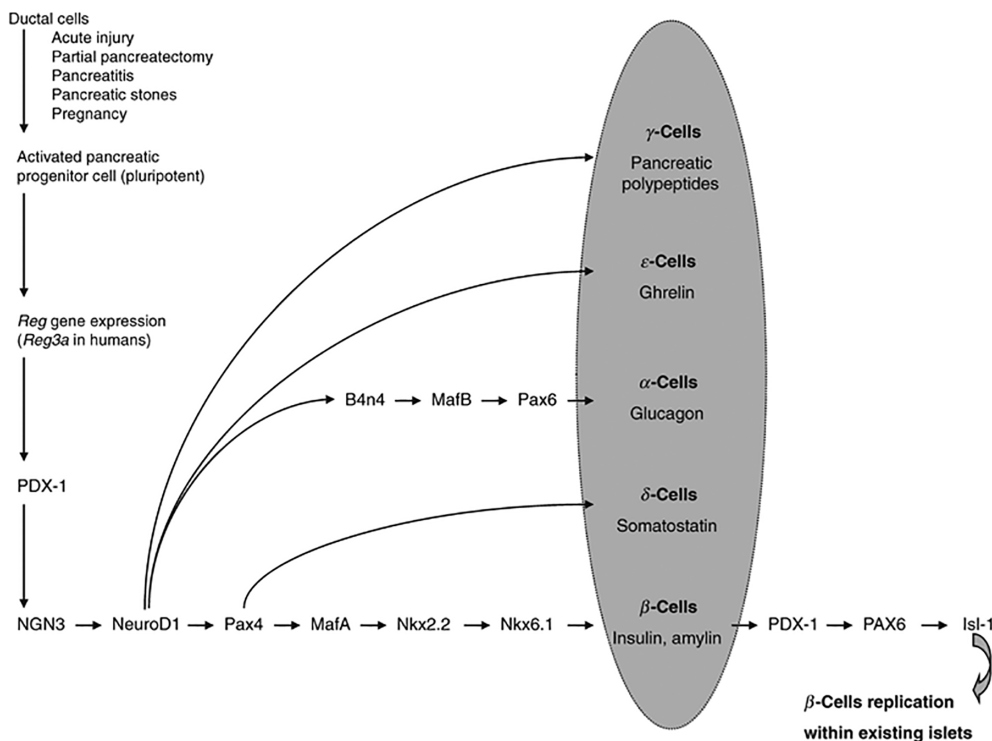 Ductal cells
Acute injury
Partial pancreatectomy
Pancreatitis
Pancreatic stones
Pregnancy
Activated pancreatic
progenitor cell (pluripotent)
Reg gene expression
(Reg3a in humans)
PDX-1
NGN3
NeuroD1
Pax4
MafA
Nkx2.2
Nkx6.1
B4n4
MafB
Pax6
γ-Cells
Pancreatic
polypeptides
ε-Cells
Ghrelin
α-Cells
Glucagon
δ-Cells
Somatostatin
β-Cells
Insulin, amylin
PDX-1
PAX6
Isl-1
β-Cells replication
within existing islets